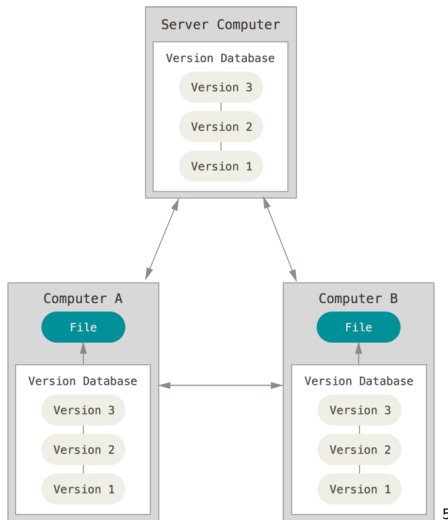 Server Computer
Version Database
Version 3
Version 2
Version 1
Computer A
File
Version Database
Version 3
Version 2
Version 1
Computer B
File
Version Database
Version 3
Version 2
Version 1
5